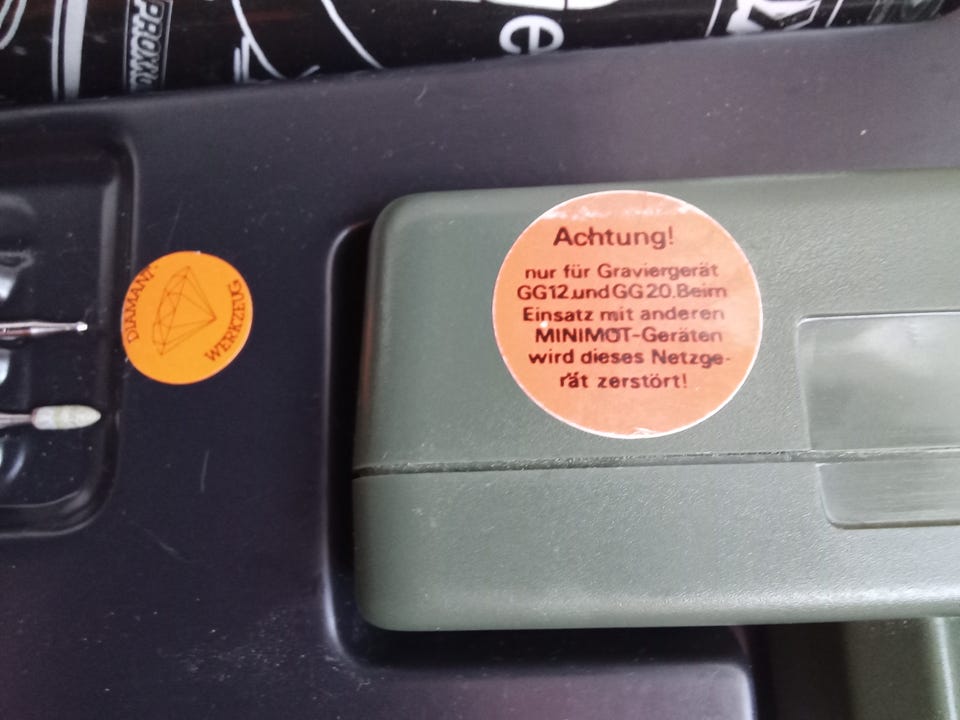 PROXXO
e
DIAMANT-
WERKZEUG
Achtung!
nur für Graviergerät
GG12.und GG20.Beim
Einsatz mit anderen
MINIMOT-Geräten
wird dieses Netzge-
rät zerstört!